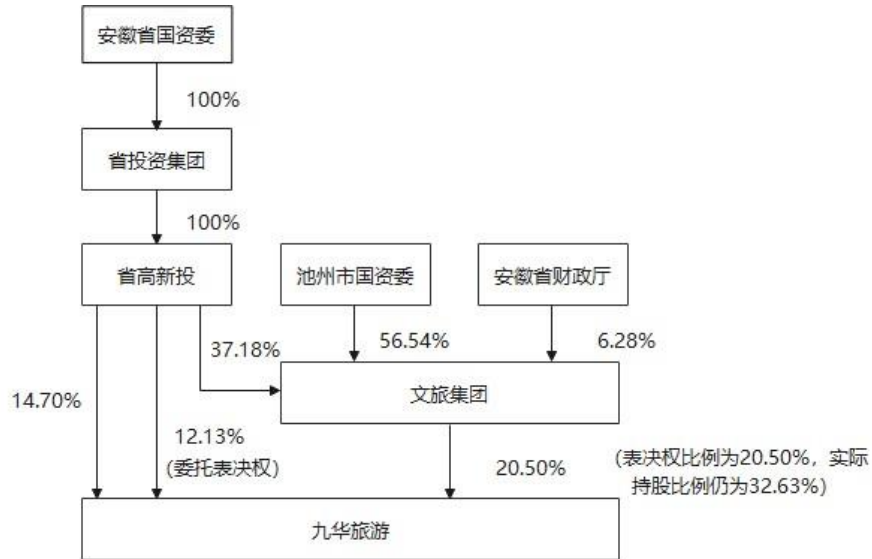 安徽省国资委
100%
省投资集团
100%
省高新投
池州市国资委
安徽省财政厅
37.18%
56.54%
6.28%
文旅集团
14.70%
12.13%
(委托表决权)
20.50%
(表决权比例为20.50%，实际
持股比例仍为32.63%)
九华旅游